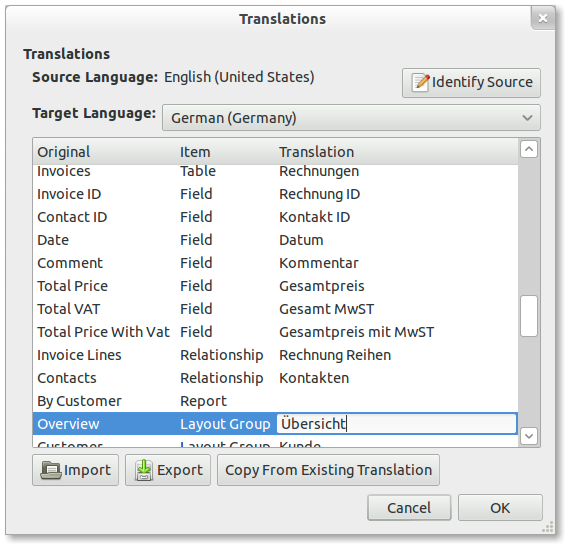 Translations
Translations
Source Language: English (United States)
Identify Source
Target Language: German (Germany)
Original Item Translation
Invoices Table Rechnungen
Invoice ID Field Rechnung ID
Contact ID Field Kontakt ID
Date Field Datum
Comment Field Kommentar
Total Price Field Gesamtpreis
Total VAT Field Gesamt MwST
Total Price With Vat Field Gesamtpreis mit MwST
Invoice Lines Relationship Rechnung Reihen
Contacts Relationship Kontakten
By Customer Report
Overview Layout Group Übersicht
Customer Layout Group Kunde
Import Export Copy From Existing Translation
Cancel OK